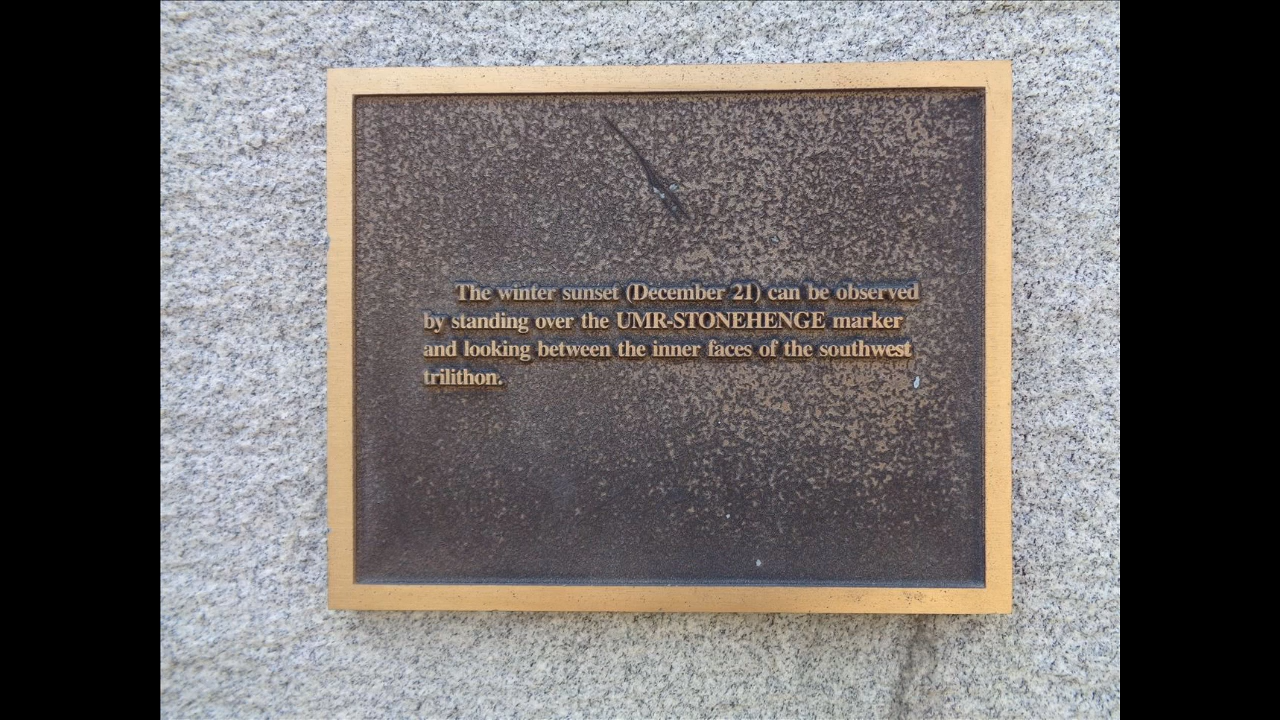 The winter sunset (December 21) can be observed
by standing over the UMR-STONEHENGE marker
and looking between the inner faces of the southwest
trilithon.